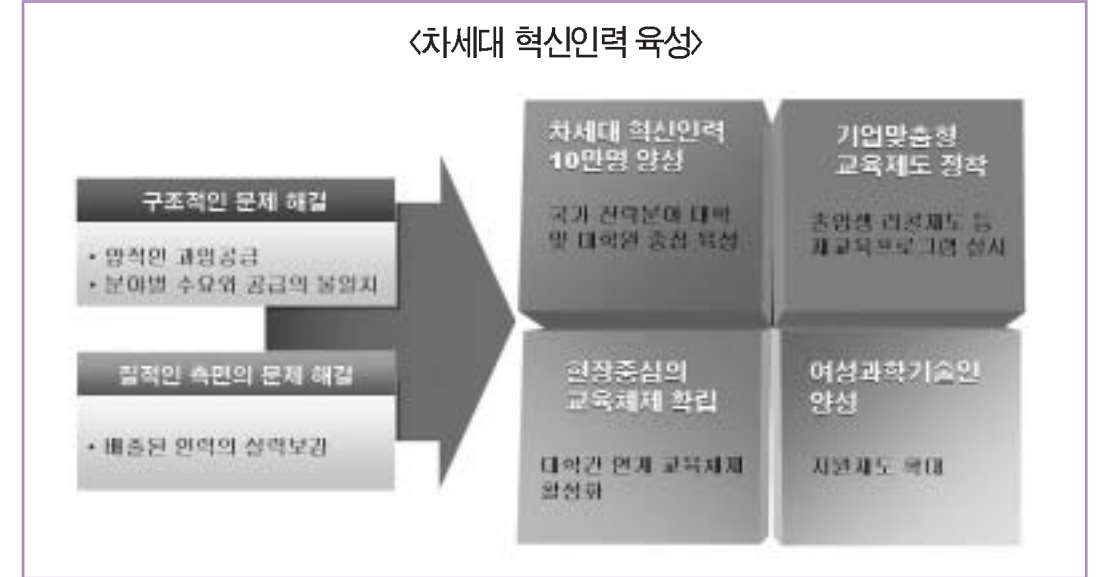 <차세대 혁신인력 육성>
구조적인 문제 해결
• 양적인 과잉공급
• 분야별 수요와 공급의 불일치
질적인 측면의 문제 해결
• 배출된 인력의 실력보강
차세대 혁신인력
10만명 양성
국가 전략분야 대학
및 대학원 중점 육성
기업맞춤형
교육제도 정착
졸업생 리콜제도 등
재교육프로그램 실시
현장중심의
교육체제 확립
대학간 연계 교육체제
활성화
여성과학기술인
양성
지원제도 확대